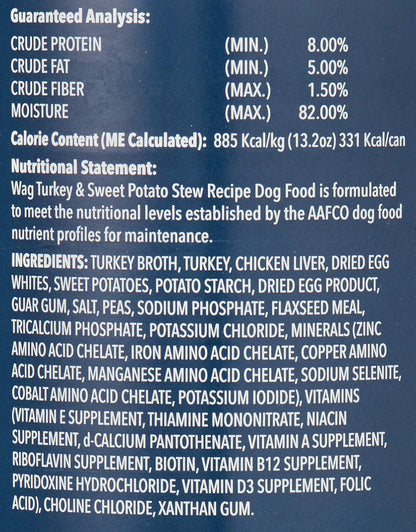 Guaranteed Analysis:
CRUDE PROTEIN (MIN.) 8.00%
CRUDE FAT (MIN.) 5.00%
CRUDE FIBER (MAX.) 1.50%
MOISTURE (MAX.) 82.00%
Calorie Content (ME Calculated): 885 Kcal/kg (13.2oz) 331 Kcal/can
Nutritional Statement:
Wag Turkey & Sweet Potato Stew Recipe Dog Food is formulated
to meet the nutritional levels established by the AAFCO dog food
nutrient profiles for maintenance.
INGREDIENTS: TURKEY BROTH, TURKEY, CHICKEN LIVER, DRIED EGG
WHITES, SWEET POTATOES, POTATO STARCH, DRIED EGG PRODUCT,
GUAR GUM, SALT, PEAS, SODIUM PHOSPHATE, FLAXSEED MEAL,
TRICALCIUM PHOSPHATE, POTASSIUM CHLORIDE, MINERALS (ZINC
AMINO ACID CHELATE, IRON AMINO ACID CHELATE, COPPER AMINO
ACID CHELATE, MANGANESE AMINO ACID CHELATE, SODIUM SELENITE,
COBALT AMINO ACID CHELATE, POTASSIUM IODIDE), VITAMINS
(VITAMIN E SUPPLEMENT, THIAMINE MONONITRATE, NIACIN
SUPPLEMENT, d-CALCIUM PANTOTHENATE, VITAMIN A SUPPLEMENT,
RIBOFLAVIN SUPPLEMENT, BIOTIN, VITAMIN B12 SUPPLEMENT,
PYRIDOXINE HYDROCHLORIDE, VITAMIN D3 SUPPLEMENT, FOLIC
ACID), CHOLINE CHLORIDE, XANTHAN GUM.